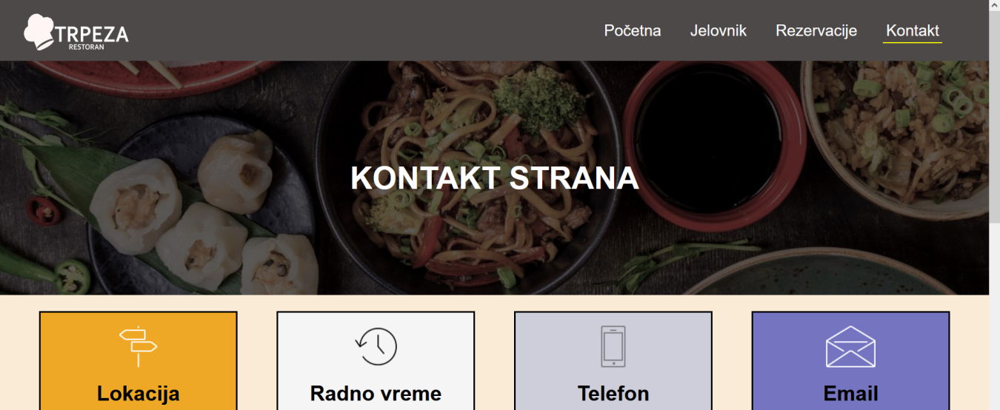 TRPEZA
RESTORAN
Početna Jelovnik Rezervacije Kontakt
KONTAKT STRANA
Lokacija Radno vreme Telefon Email